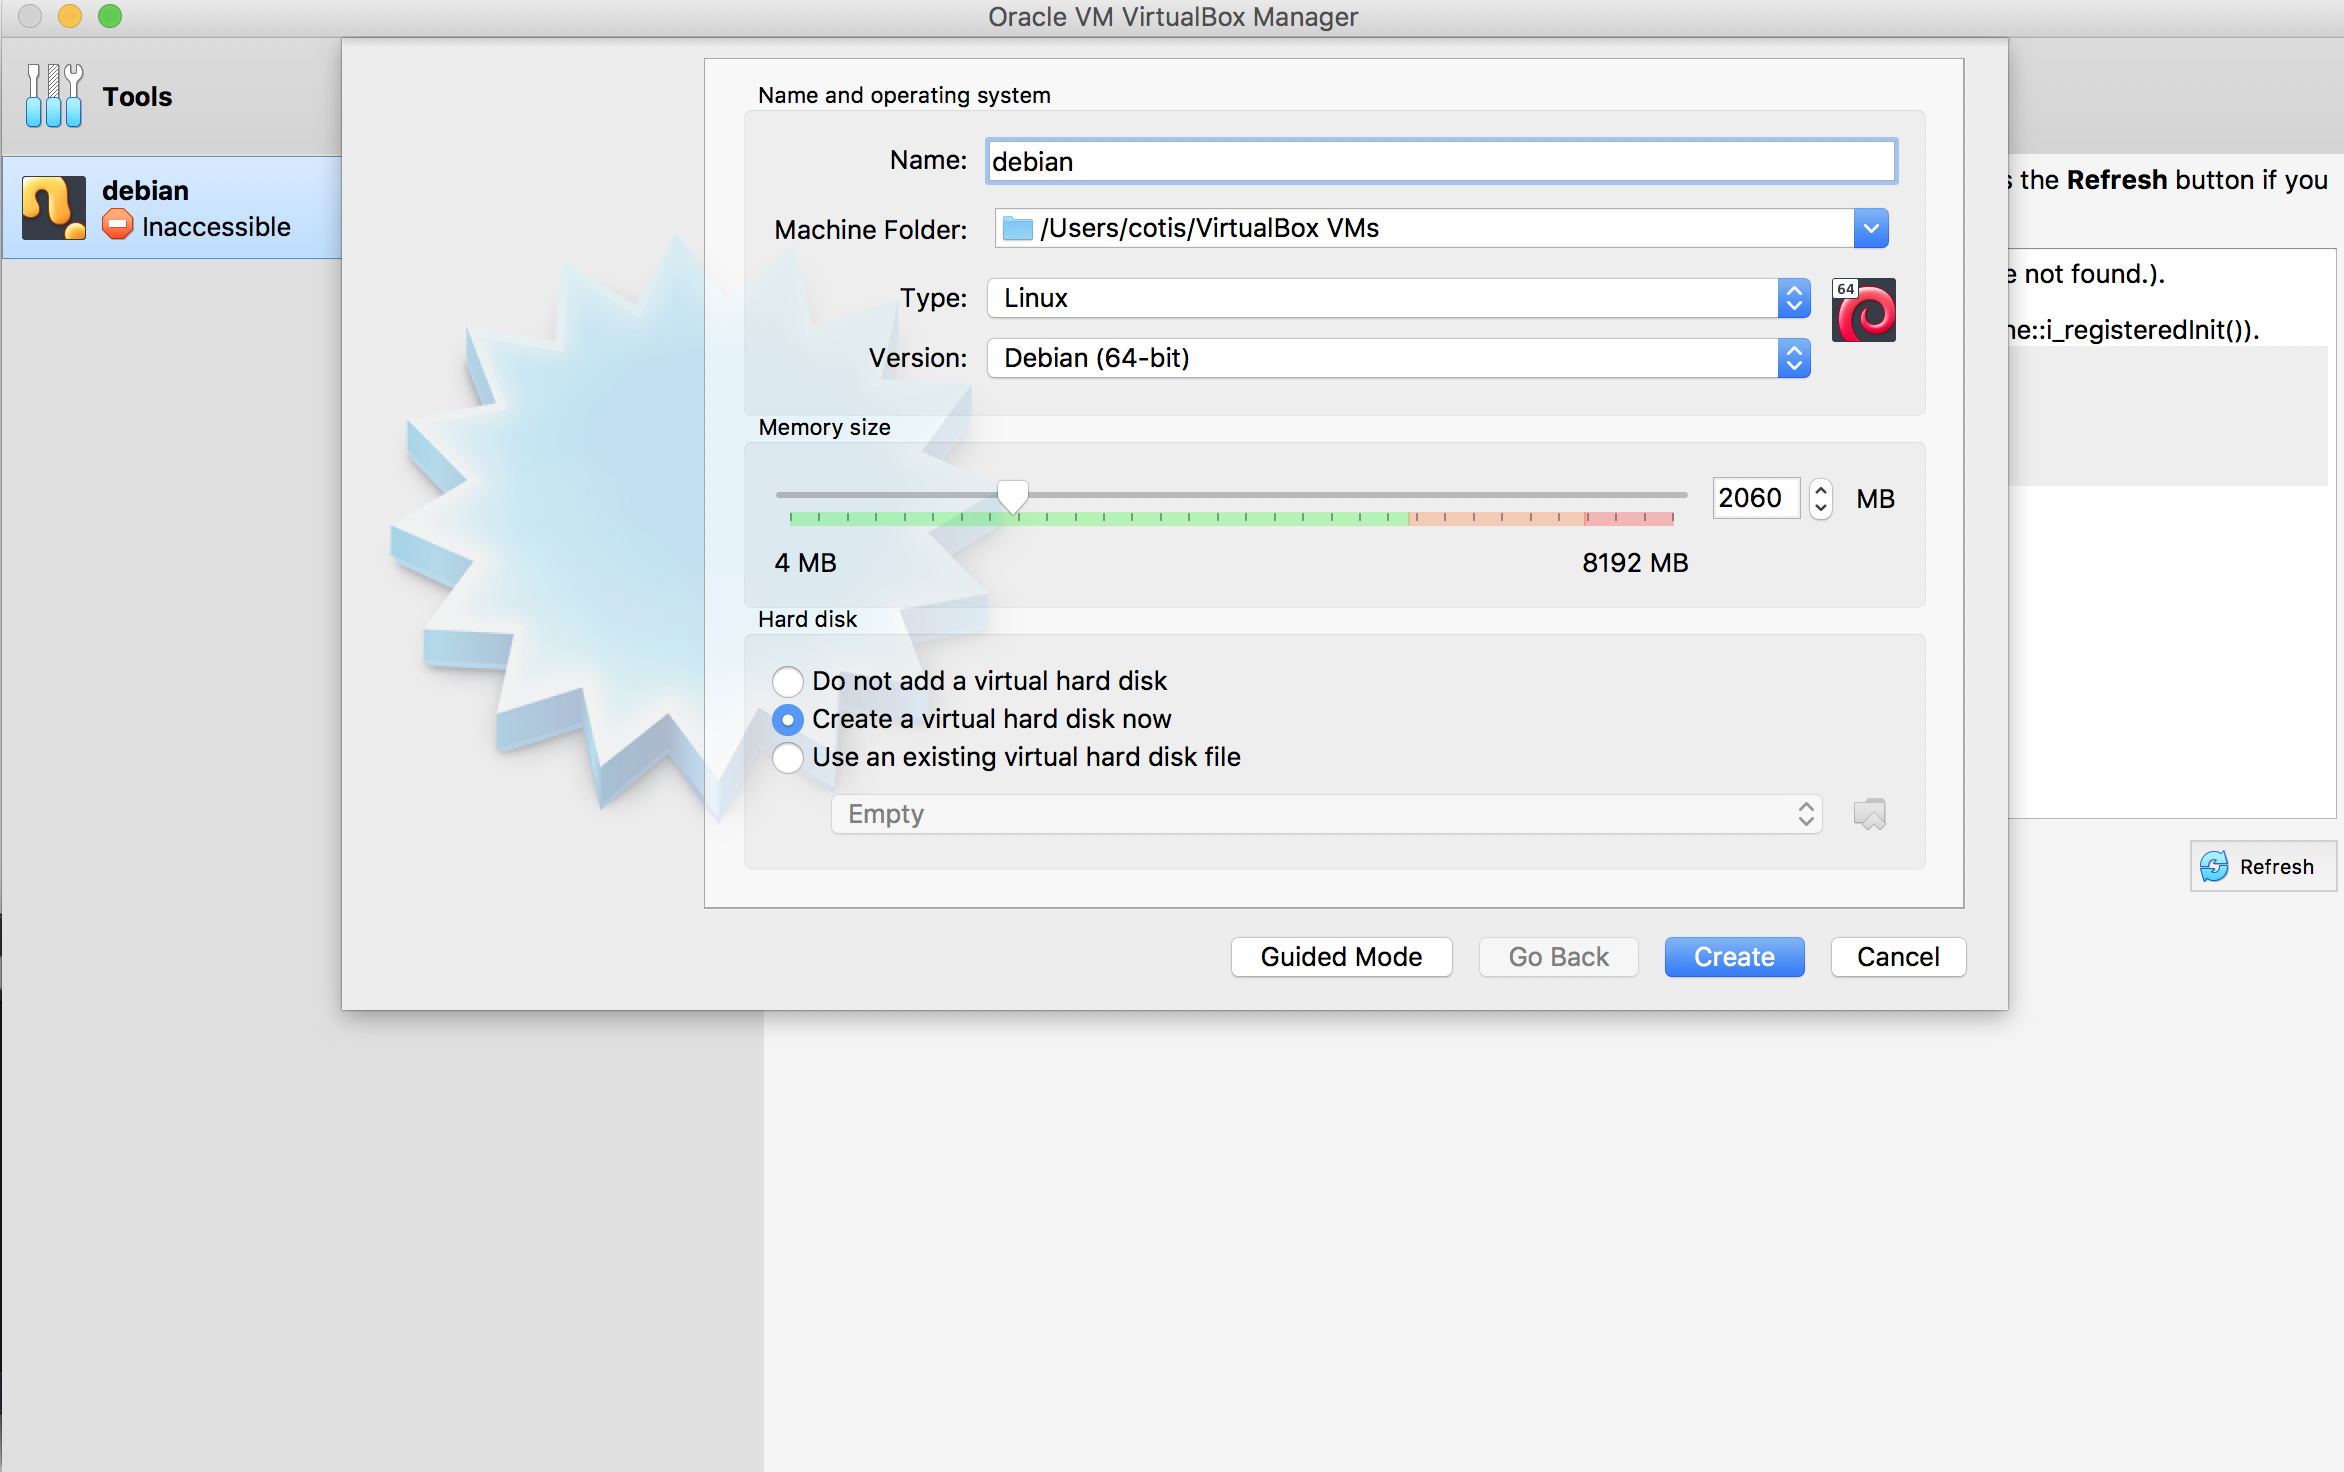 Oracle VM VirtualBox Manager
Tools
debian
Inaccessible
Name and operating system
Name: debian
Machine Folder: /Users/cotis/VirtualBox VMs
Type: Linux
64
Version: Debian (64-bit)
Memory size
2060 MB
4 MB 8192 MB
Hard disk
Do not add a virtual hard disk
Create a virtual hard disk now
Use an existing virtual hard disk file
Empty
Guided Mode Go Back Create Cancel
the Refresh button if you
not found.).
::i_registeredInit()).
Refresh